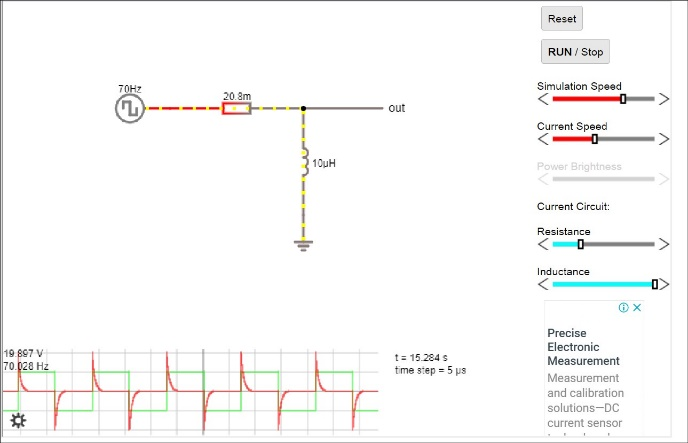 Reset
RUN / Stop
70Hz
20.8m
out
10μH
Simulation Speed
Current Speed
Power Brightness
Current Circuit:
Resistance
Inductance
19.897 V
70.028 Hz
t = 15.284 s
time step = 5 μs
Precise
Electronic
Measurement
Measurement
and calibration
solutions—DC
current sensor